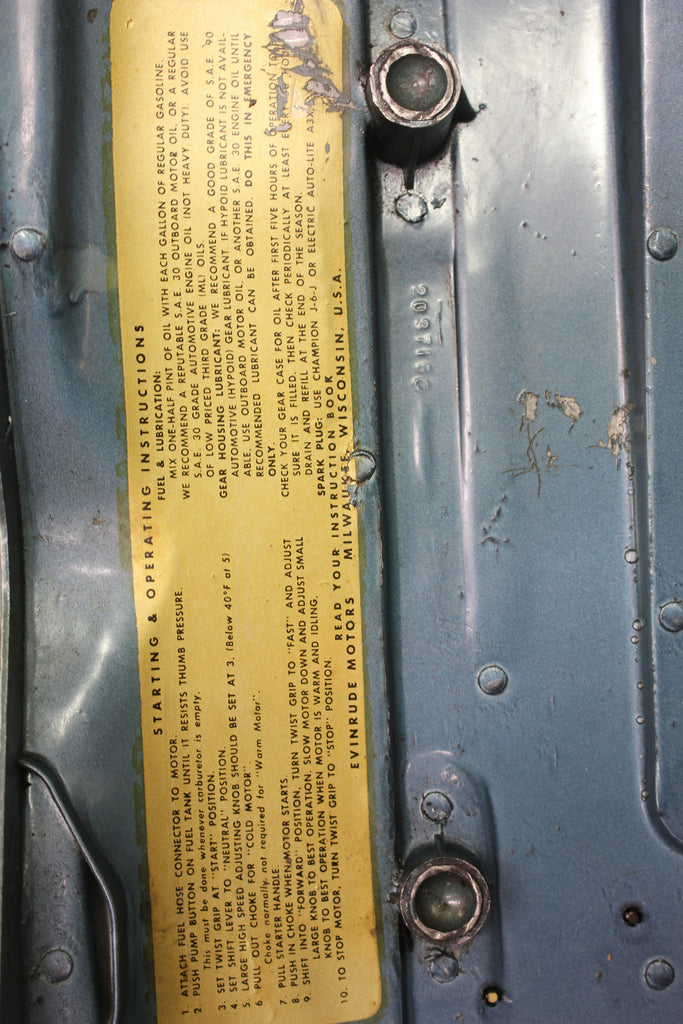 STARTING & OPERATING INSTRUCTIONS
1. ATTACH FUEL HOSE CONNECTOR TO MOTOR.
2. PUSH PUMP BUTTON ON FUEL TANK UNTIL IT RESISTS THUMB PRESSURE.
This must be done whenever carburetor is empty.
3. SET TWIST GRIP AT "START" POSITION.
4. SET SHIFT LEVER TO "NEUTRAL" POSITION
5. LARGE HIGH SPEED ADJUSTING KNOB SHOULD BE SET AT 3. (Below 40°F at 5)
6. PULL OUT CHOKE FOR "COLD MOTOR".
Choke normally not required for "Warm Motor".
7. PULL STARTER HANDLE.
8. PUSH IN CHOKE WHEN MOTOR STARTS.
9. SHIFT INTO "FORWARD" POSITION, TURN TWIST GRIP TO "FAST" AND ADJUST
LARGE KNOB TO BEST OPERATION. SLOW MOTOR DOWN AND ADJUST SMALL
KNOB TO BEST OPERATION WHEN MOTOR IS WARM AND IDLING.
10. TO STOP MOTOR, TURN TWIST GRIP TO "STOP" POSITION.
FUEL & LUBRICATION:
MIX ONE-HALF PINT OF OIL WITH EACH GALLON OF REGULAR GASOLINE.
WE RECOMMEND A REPUTABLE S.A.E. 30 OUTBOARD MOTOR OIL, OR A REGULAR
S.A.E. 30 GRADE AUTOMOTIVE ENGINE OIL (NOT HEAVY DUTY). AVOID USE
OF LOW PRICED THIRD GRADE (ML) OILS.
GEAR HOUSING LUBRICANT: WE RECOMMEND A GOOD GRADE OF S.A.E. 90
AUTOMOTIVE (HYPOID) GEAR LUBRICANT. IF HYPOID LUBRICANT IS NOT AVAIL-
ABLE, USE OUTBOARD MOTOR OIL, OR ANOTHER S.A.E. 30 ENGINE OIL UNTIL
RECOMMENDED LUBRICANT CAN BE OBTAINED. DO THIS IN EMERGENCY
ONLY.
CHECK YOUR GEAR CASE FOR OIL AFTER FIRST FIVE HOURS OF OPERATION TO
SURE IT IS FILLED. THEN CHECK PERIODICALLY AT LEAST
DRAIN AND REFILL AT THE END OF THE SEASON.
SPARK PLUG: USE CHAMPION J-6-J OR ELECTRIC AUTO-LITE
READ YOUR INSTRUCTION BOOK
EVINRUDE MOTORS MILWAUKEE, WISCONSIN, U.S.A.